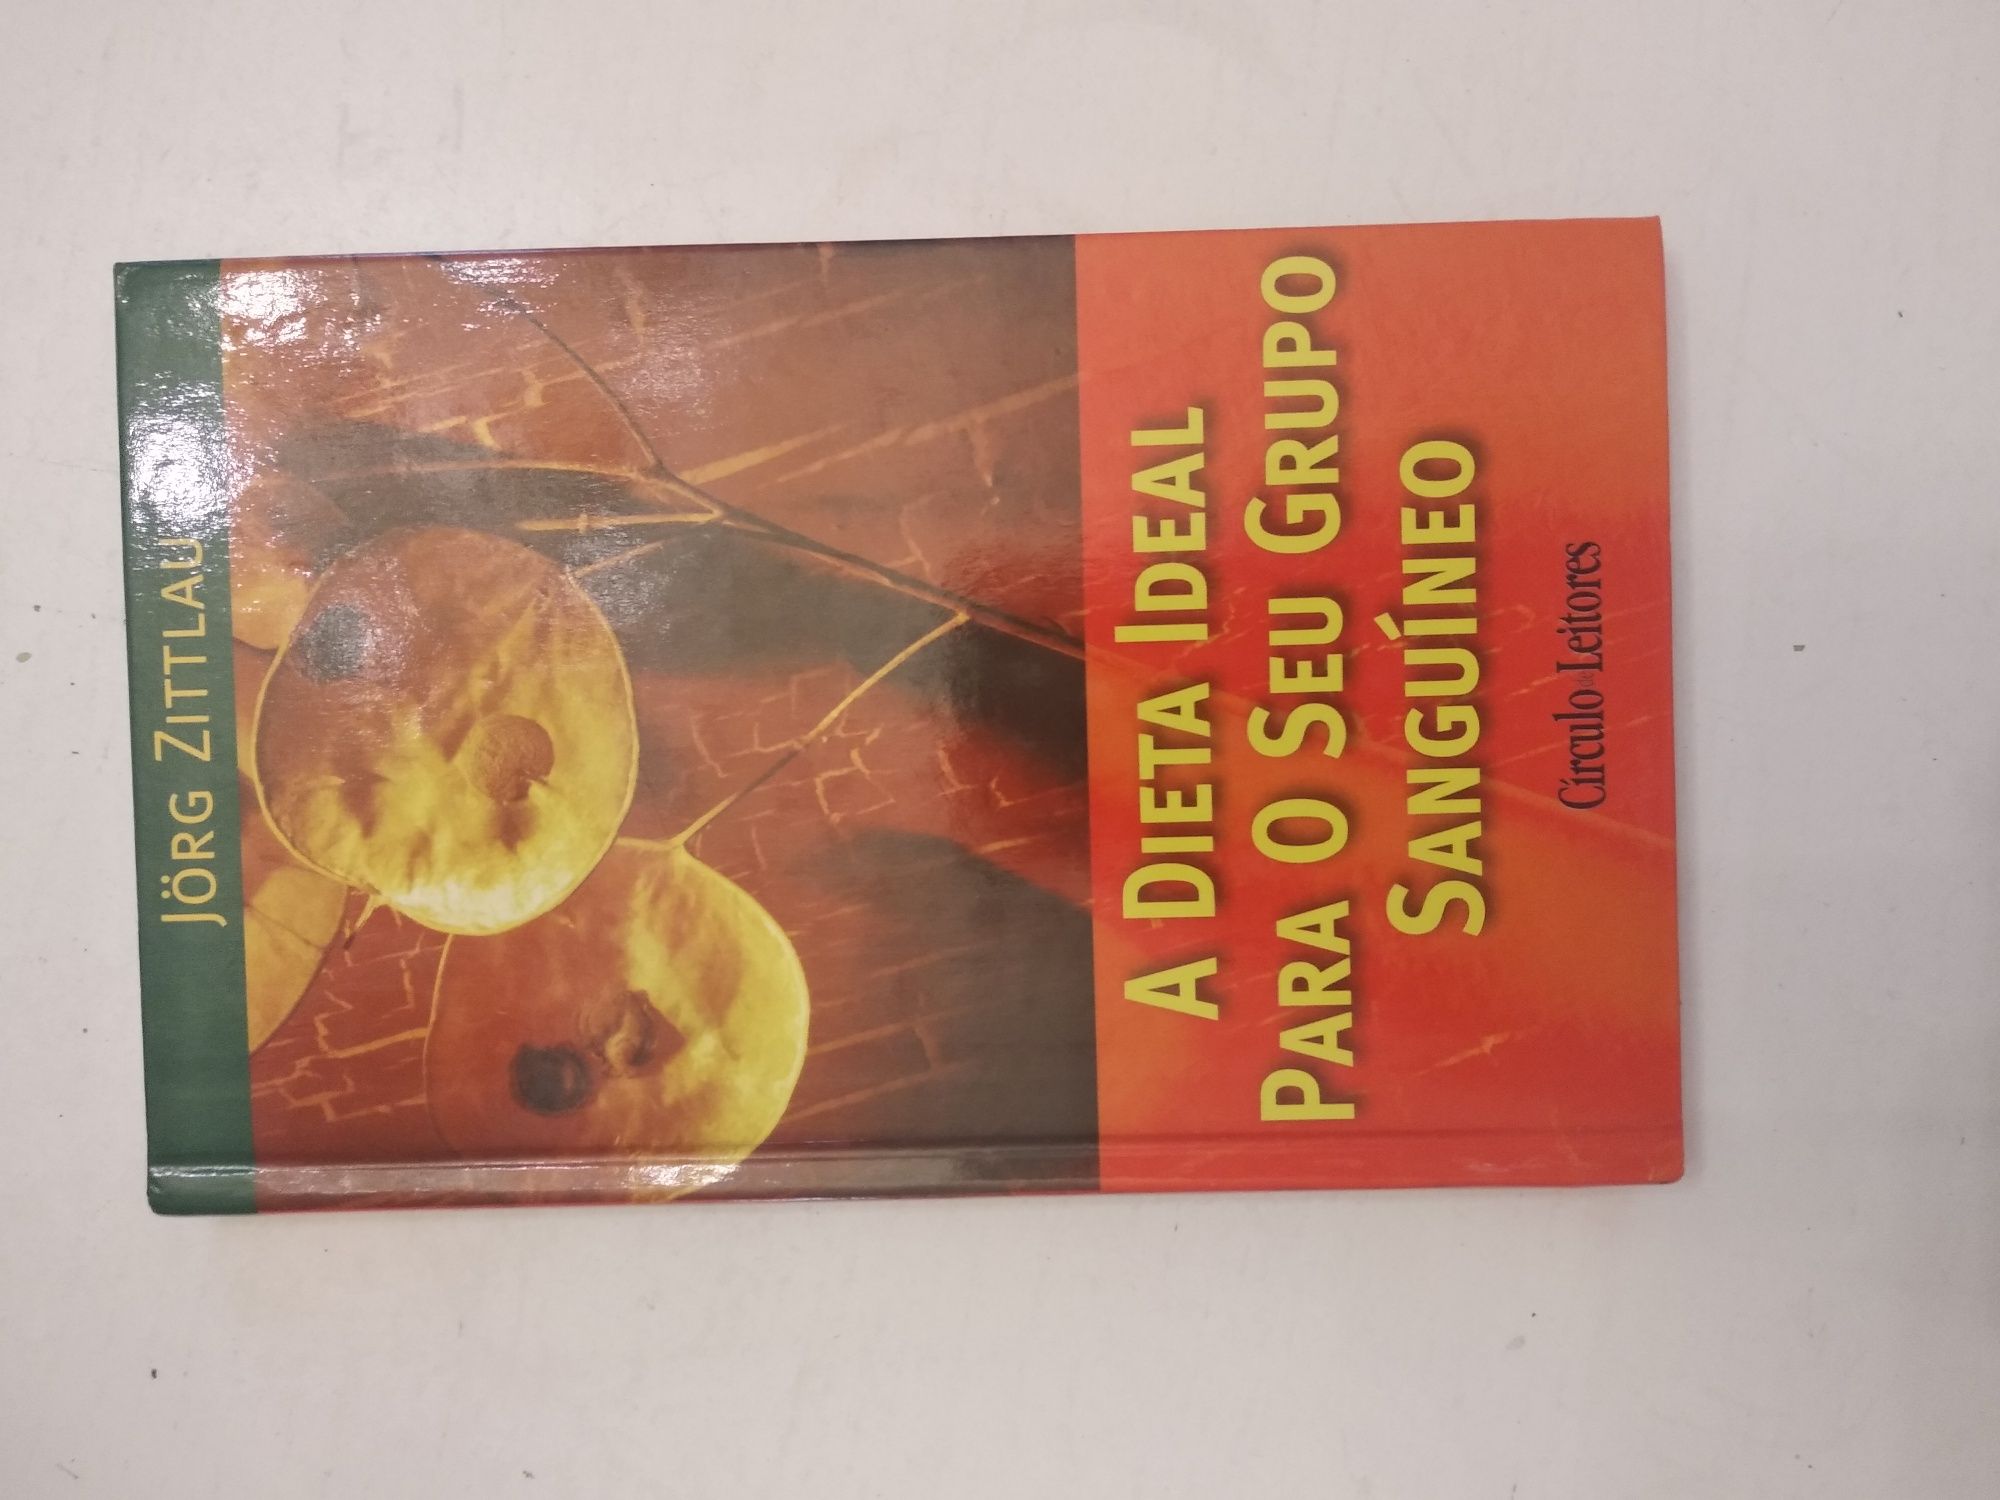 JÖRG ZITTLAU
A DIETA IDEAL
PARA O SEU GRUPO
SANGUÍNEO
Círculo de Leitores